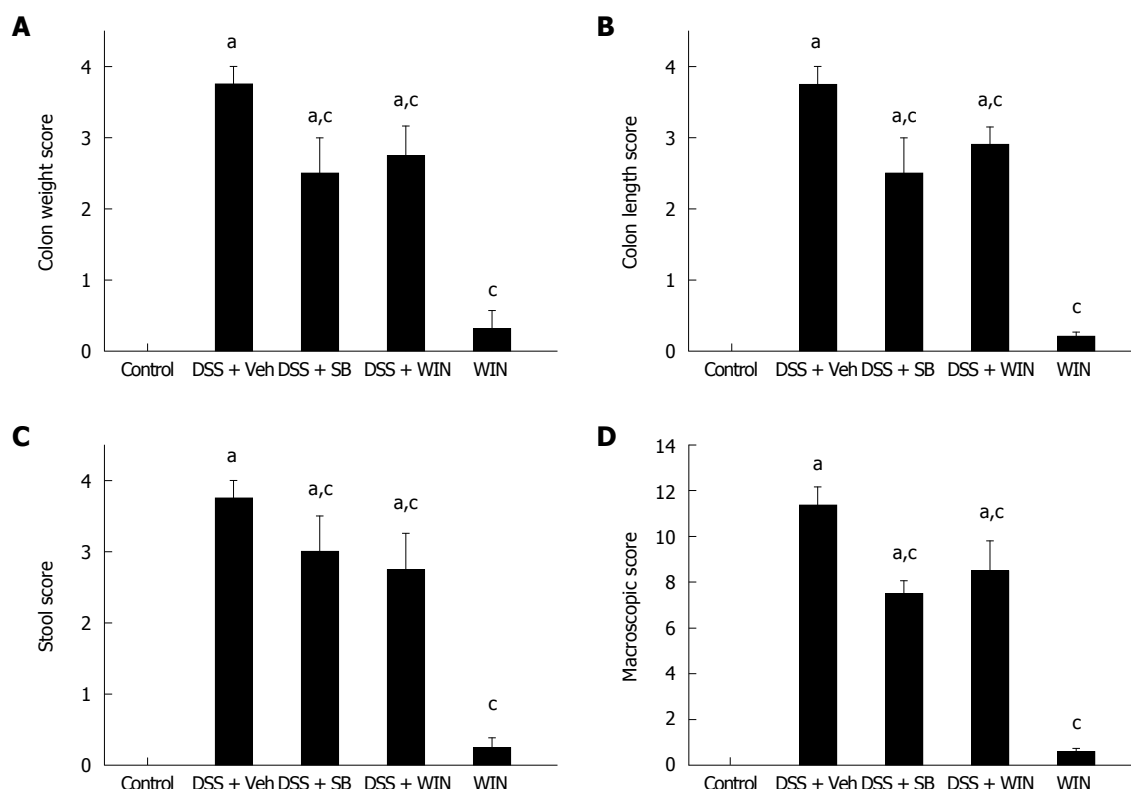 A
Colon weight score
4
3
2
1
0
a
a,c
a,c
c
Control DSS + Veh DSS + SB DSS + WIN WIN
B
Colon length score
4
3
2
1
0
a
a,c
a,c
c
Control DSS + Veh DSS + SB DSS + WIN WIN
C
Stool score
4
3
2
1
0
a
a,c
a,c
c
Control DSS + Veh DSS + SB DSS + WIN WIN
D
Macroscopic score
14
12
10
8
6
4
2
0
a
a,c
a,c
c
Control DSS + Veh DSS + SB DSS + WIN WIN